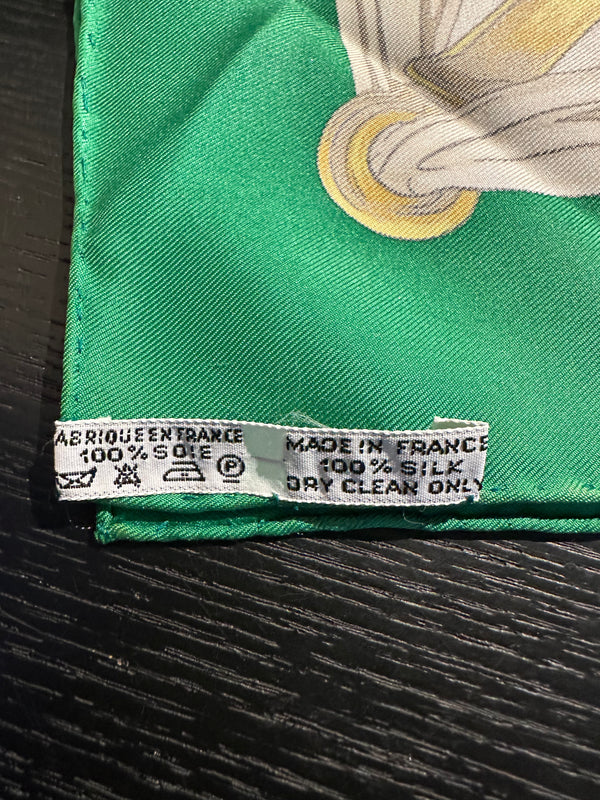 ABRIQUE EN FRANCE
100% SOIE
P
MADE IN FRANCE
100% SILK
DRY CLEAN ONLY